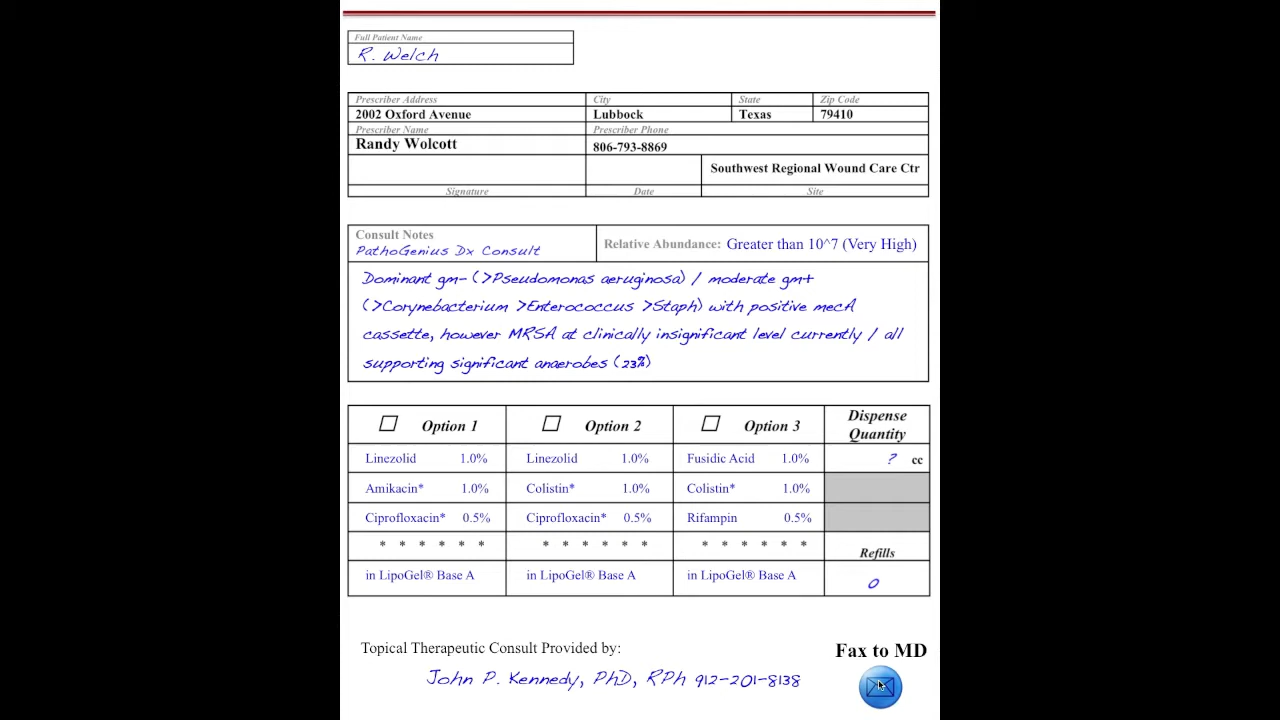 Full Patient Name
R. Welch
Prescriber Address City State Zip Code
2002 Oxford Avenue Lubbock Texas 79410
Prescriber Name Prescriber Phone
Randy Wolcott 806-793-8869
Southwest Regional Wound Care Ctr
Signature Date Site
Consult Notes
PathoGenius Dx Consult
Relative Abundance: Greater than 10^7 (Very High)
Dominant gm- (>Pseudomonas aeruginosa) / moderate gm+
(>Corynebacterium >Enterococcus >Staph) with positive mecA
cassette, however MRSA at clinically insignificant level currently / all
supporting significant anaerobes (23%)
Option 1 Option 2 Option 3 Dispense
Quantity
Linezolid 1.0% Linezolid 1.0% Fusidic Acid 1.0% ? cc
Amikacin* 1.0% Colistin* 1.0% Colistin* 1.0%
Ciprofloxacin* 0.5% Ciprofloxacin* 0.5% Rifampin 0.5%
* * * * * * * * * * * * * * * * * * Refills
in LipoGel® Base A in LipoGel® Base A in LipoGel® Base A 0
Topical Therapeutic Consult Provided by: Fax to MD
John P. Kennedy, PhD, RPh 912-201-8138